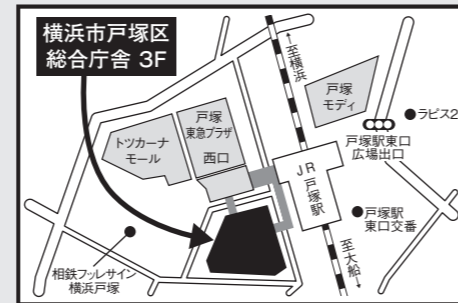 横浜市戸塚区
総合庁舎 3F
至横浜
戸塚
モディ
ラピス2
戸塚
東急プラザ
西口
トツカーナ
モール
戸塚駅東口
広場出口
JR
戸塚駅
戸塚駅
東口交番
至大船
相鉄フレッサイン
横浜戸塚